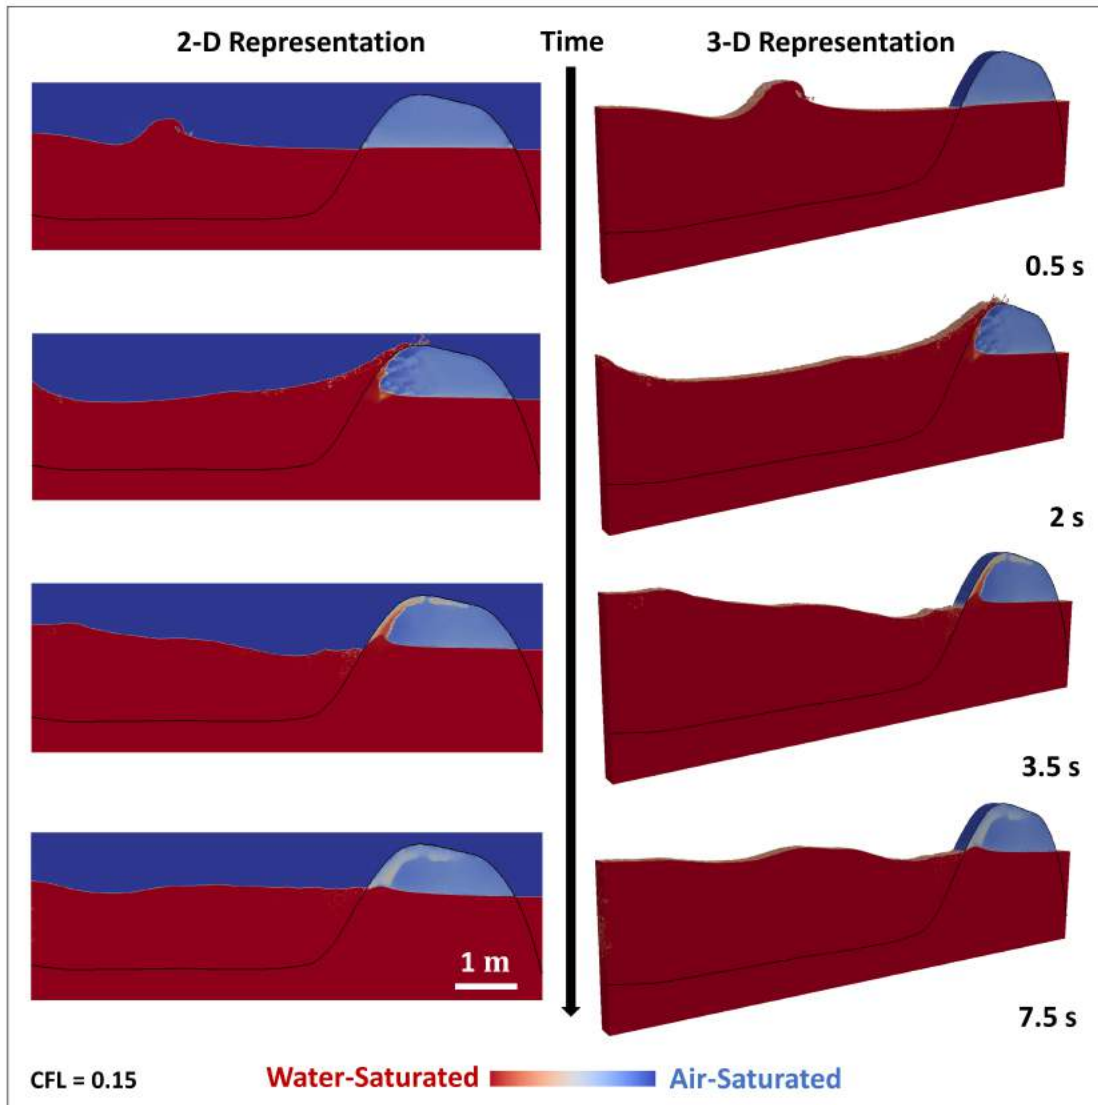 2-D Representation
Time
3-D Representation
0.5 s
2 s
3.5 s
1 m
7.5 s
CFL = 0.15
Water-Saturated
Air-Saturated